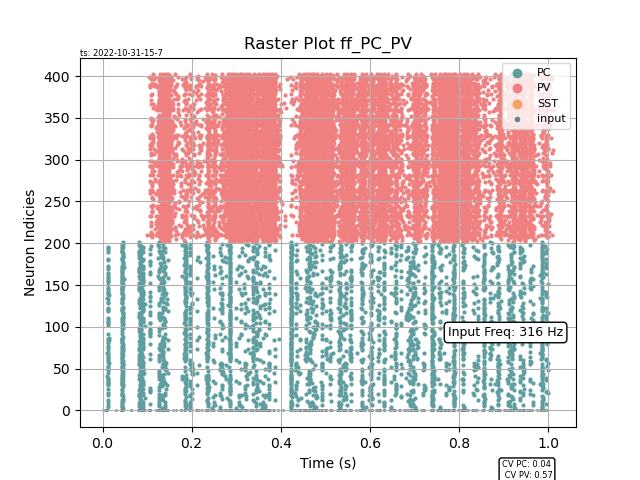 ts: 2022-10-31-15-7
Raster Plot ff_PC_PV
PC
PV
SST
input
400
350
300
250
200
150
100
50
0
Neuron Indicies
Input Freq: 316 Hz
0.0 0.2 0.4 0.6 0.8 1.0
Time (s)
CV PC: 0.04
CV PV: 0.57